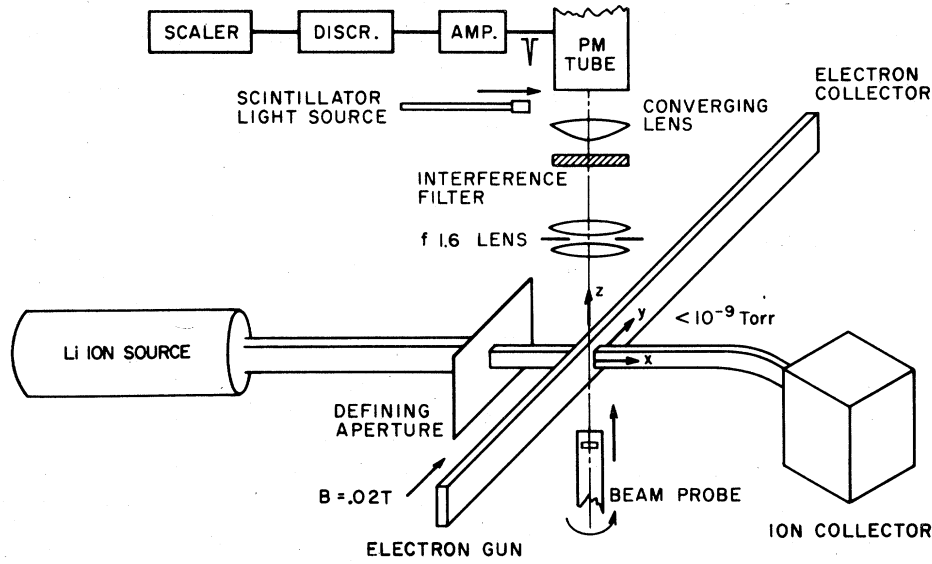 SCALER
DISCR.
AMP.
PM
TUBE
ELECTRON
COLLECTOR
SCINTILLATOR
LIGHT SOURCE
CONVERGING
LENS
INTERFERENCE
FILTER
f 1.6 LENS
z
y
<10⁻⁹ Torr
Li ION SOURCE
x
DEFINING
APERTURE
B=.02T
BEAM PROBE
ELECTRON GUN
ION COLLECTOR